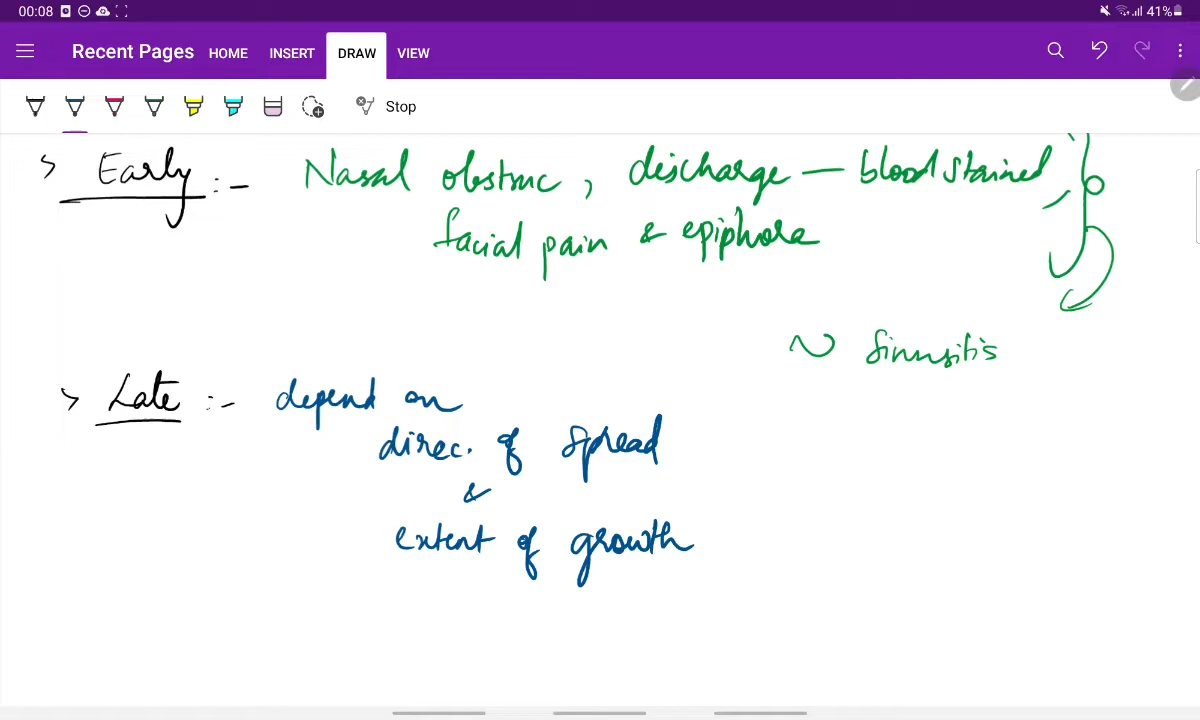 00:08 41%
Recent Pages HOME INSERT DRAW VIEW
Stop
> Early :- Nasal obstruc, discharge — bloodstained
facial pain & epiphora
~ Sinusitis
> Late :- depend on
direc. of spread
&
extent of growth